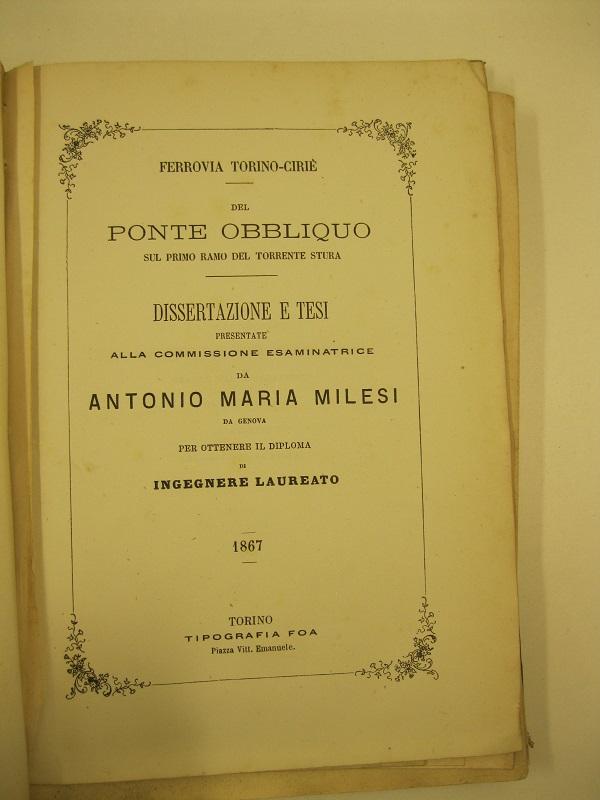 FERROVIA TORINO-CIRIÈ
DEL
PONTE OBBLIQUO
SUL PRIMO RAMO DEL TORRENTE STURA
DISSERTAZIONE E TESI
PRESENTATE
ALLA COMMISSIONE ESAMINATRICE
DA
ANTONIO MARIA MILESI
DA GENOVA
PER OTTENERE IL DIPLOMA
DI
INGEGNERE LAUREATO
1867
TORINO
TIPOGRAFIA FOA
Piazza Vitt. Emanuele.